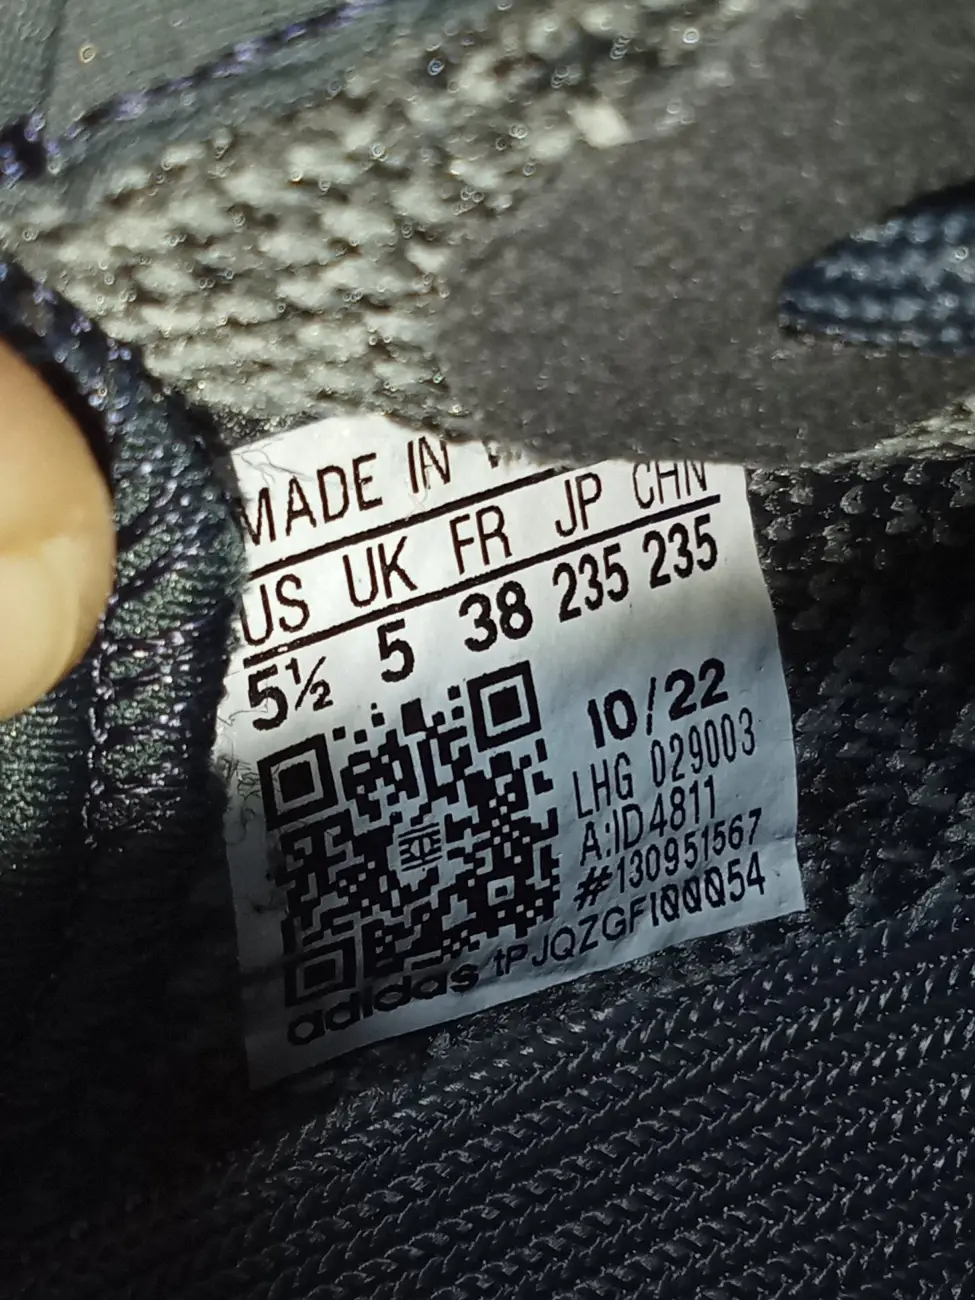 MADE IN
US UK FR JP CHN
5½ 5 38 235 235
10/22
LHG 029003
A:ID4811
#130951567
adidas tPJQZGFI00054